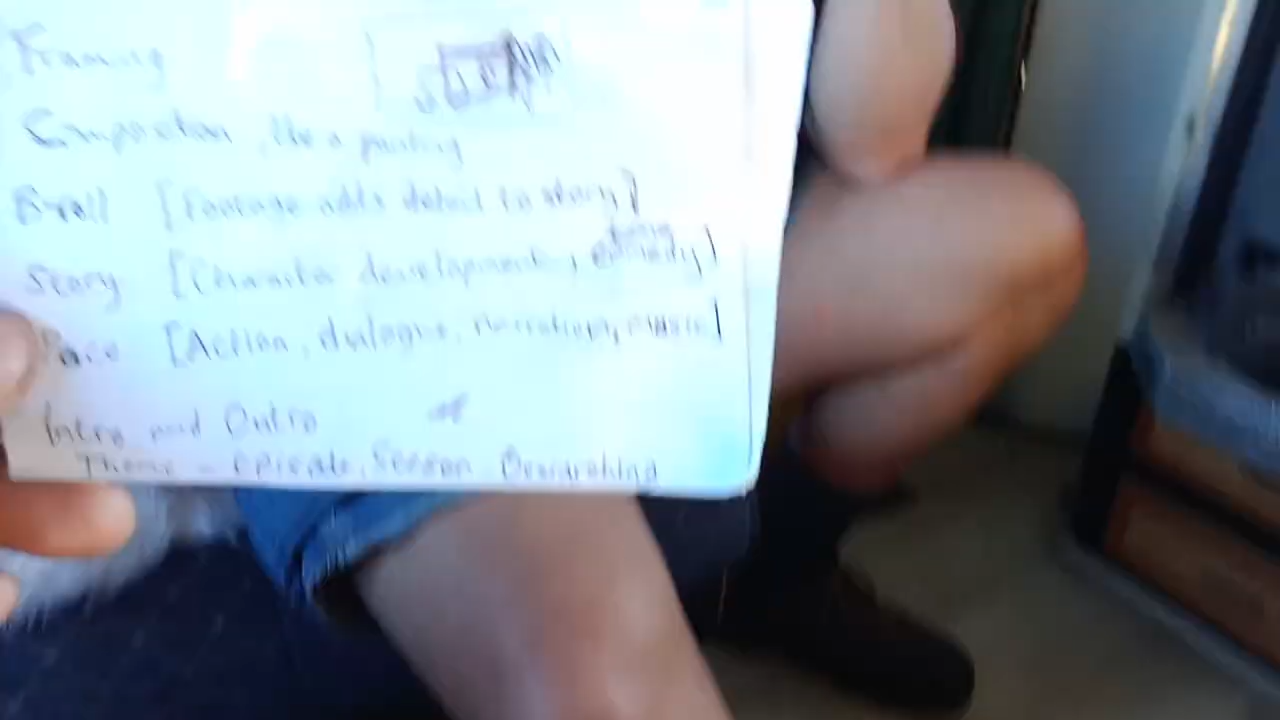 Framing
Composition, like a painting
B-roll [Footage adds detail to story]
Story [Character development,
Pace [Action, dialogue, narration, music]
Intro and Outro
Theme - episode, Season